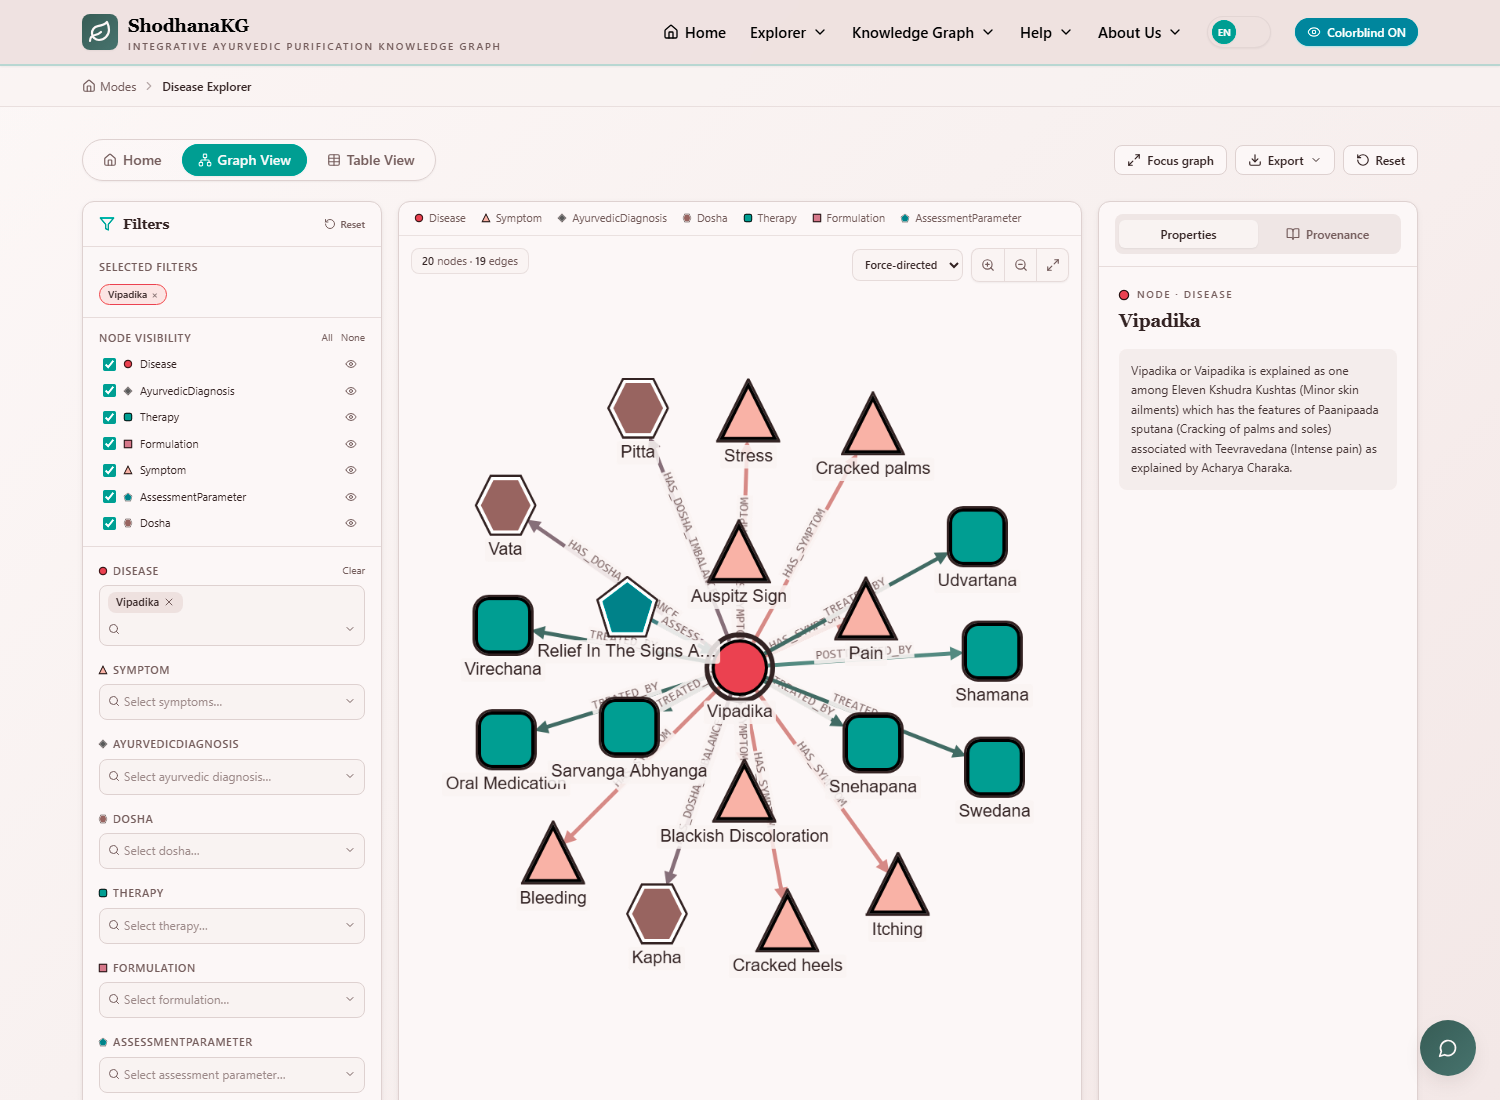 ShodhanaKG
INTEGRATIVE AYURVEDIC PURIFICATION KNOWLEDGE GRAPH
Home
Explorer
Knowledge Graph
Help
About Us
EN
Colorblind ON
Modes
Disease Explorer
Home
Graph View
Table View
Focus graph
Export
Reset
Filters
Reset
SELECTED FILTERS
Vipadika ×
NODE VISIBILITY
All None
Disease
AyurvedicDiagnosis
Therapy
Formulation
Symptom
AssessmentParameter
Dosha
DISEASE
Clear
Vipadika ×
SYMPTOM
Select symptoms...
AYURVEDICDIAGNOSIS
Select ayurvedic diagnosis...
DOSHA
Select dosha...
THERAPY
Select therapy...
FORMULATION
Select formulation...
ASSESSMENTPARAMETER
Select assessment parameter...
Disease
Symptom
AyurvedicDiagnosis
Dosha
Therapy
Formulation
AssessmentParameter
20 nodes · 19 edges
Force-directed
Pitta
Stress
Cracked palms
HAS_SYMPTOM
Vata
Auspitz Sign
Udvartana
Virechana
Relief In The Signs A...
Pain
Shamana
Vipadika
TREATED_BY
TREATED_BY
Oral Medication
Sarvanga Abhyanga
Snehapana
Swedana
Blackish Discoloration
Bleeding
Kapha
Cracked heels
Itching
Properties
Provenance
NODE · DISEASE
Vipadika
Vipadika or Vaipadika is explained as one
among Eleven Kshudra Kushtas (Minor skin
ailments) which has the features of Paanipaada
sputana (Cracking of palms and soles)
associated with Teevravedana (Intense pain) as
explained by Acharya Charaka.